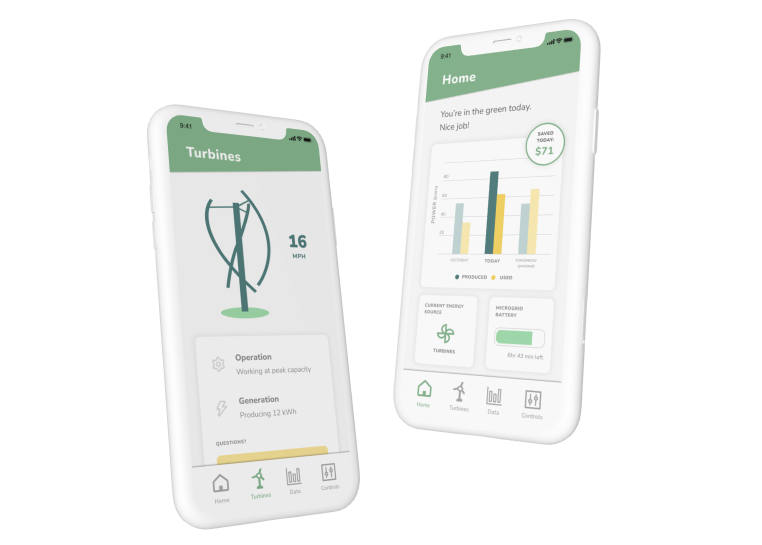 9:41
Turbines
16
MPH
Operation
Working at peak capacity
Generation
Producing 12 kWh
QUESTIONS?
Home
Turbines
Data
Controls
9:41
Home
You're in the green today.
Nice job!
SAVED
TODAY!
$71
80
60
40
20
POWER
YESTERDAY
TODAY
TOMORROW
PRODUCED
USED
CURRENT ENERGY
SOURCE
TURBINES
MICROGRID
BATTERY
6hr 43 min left
Home
Turbines
Data
Controls